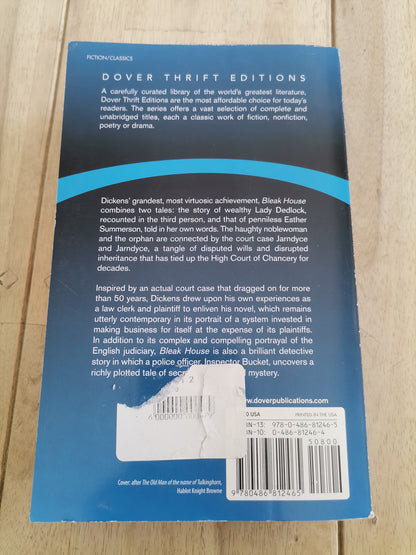 FICTION/CLASSICS
DOVER THRIFT EDITIONS
A carefully curated library of the world's greatest literature,
Dover Thrift Editions are the most affordable choice for today's
readers. The series offers a vast selection of complete and
unabridged titles, each a classic work of fiction, nonfiction,
poetry or drama.
Dickens' grandest, most virtuosic achievement, Bleak House
combines two tales: the story of wealthy Lady Dedlock,
recounted in the third person, and that of penniless Esther
Summerson, told in her own words. The haughty noblewoman
and the orphan are connected by the court case Jarndyce
and Jarndyce, a tangle of disputed wills and disrupted
inheritance that has tied up the High Court of Chancery for
decades.
Inspired by an actual court case that dragged on for more
than 50 years, Dickens drew upon his own experiences as
a law clerk and plaintiff to enliven his novel, which remains
utterly contemporary in its portrait of a system invested in
making business for itself at the expense of its plaintiffs.
In addition to its complex and compelling portrayal of the
English judiciary, Bleak House is also a brilliant detective
story in which a police officer, Inspector Bucket, uncovers a
richly plotted tale of mystery.
www.doverpublications.com
0 USA PRINTED IN THE USA
IN-13: 978-0-486-81246-5
IN-10: 0-486-81246-4
50800
9 780486 812465
Cover: after The Old Man of the name of Tulkinghorn,
Hablot Knight Browne